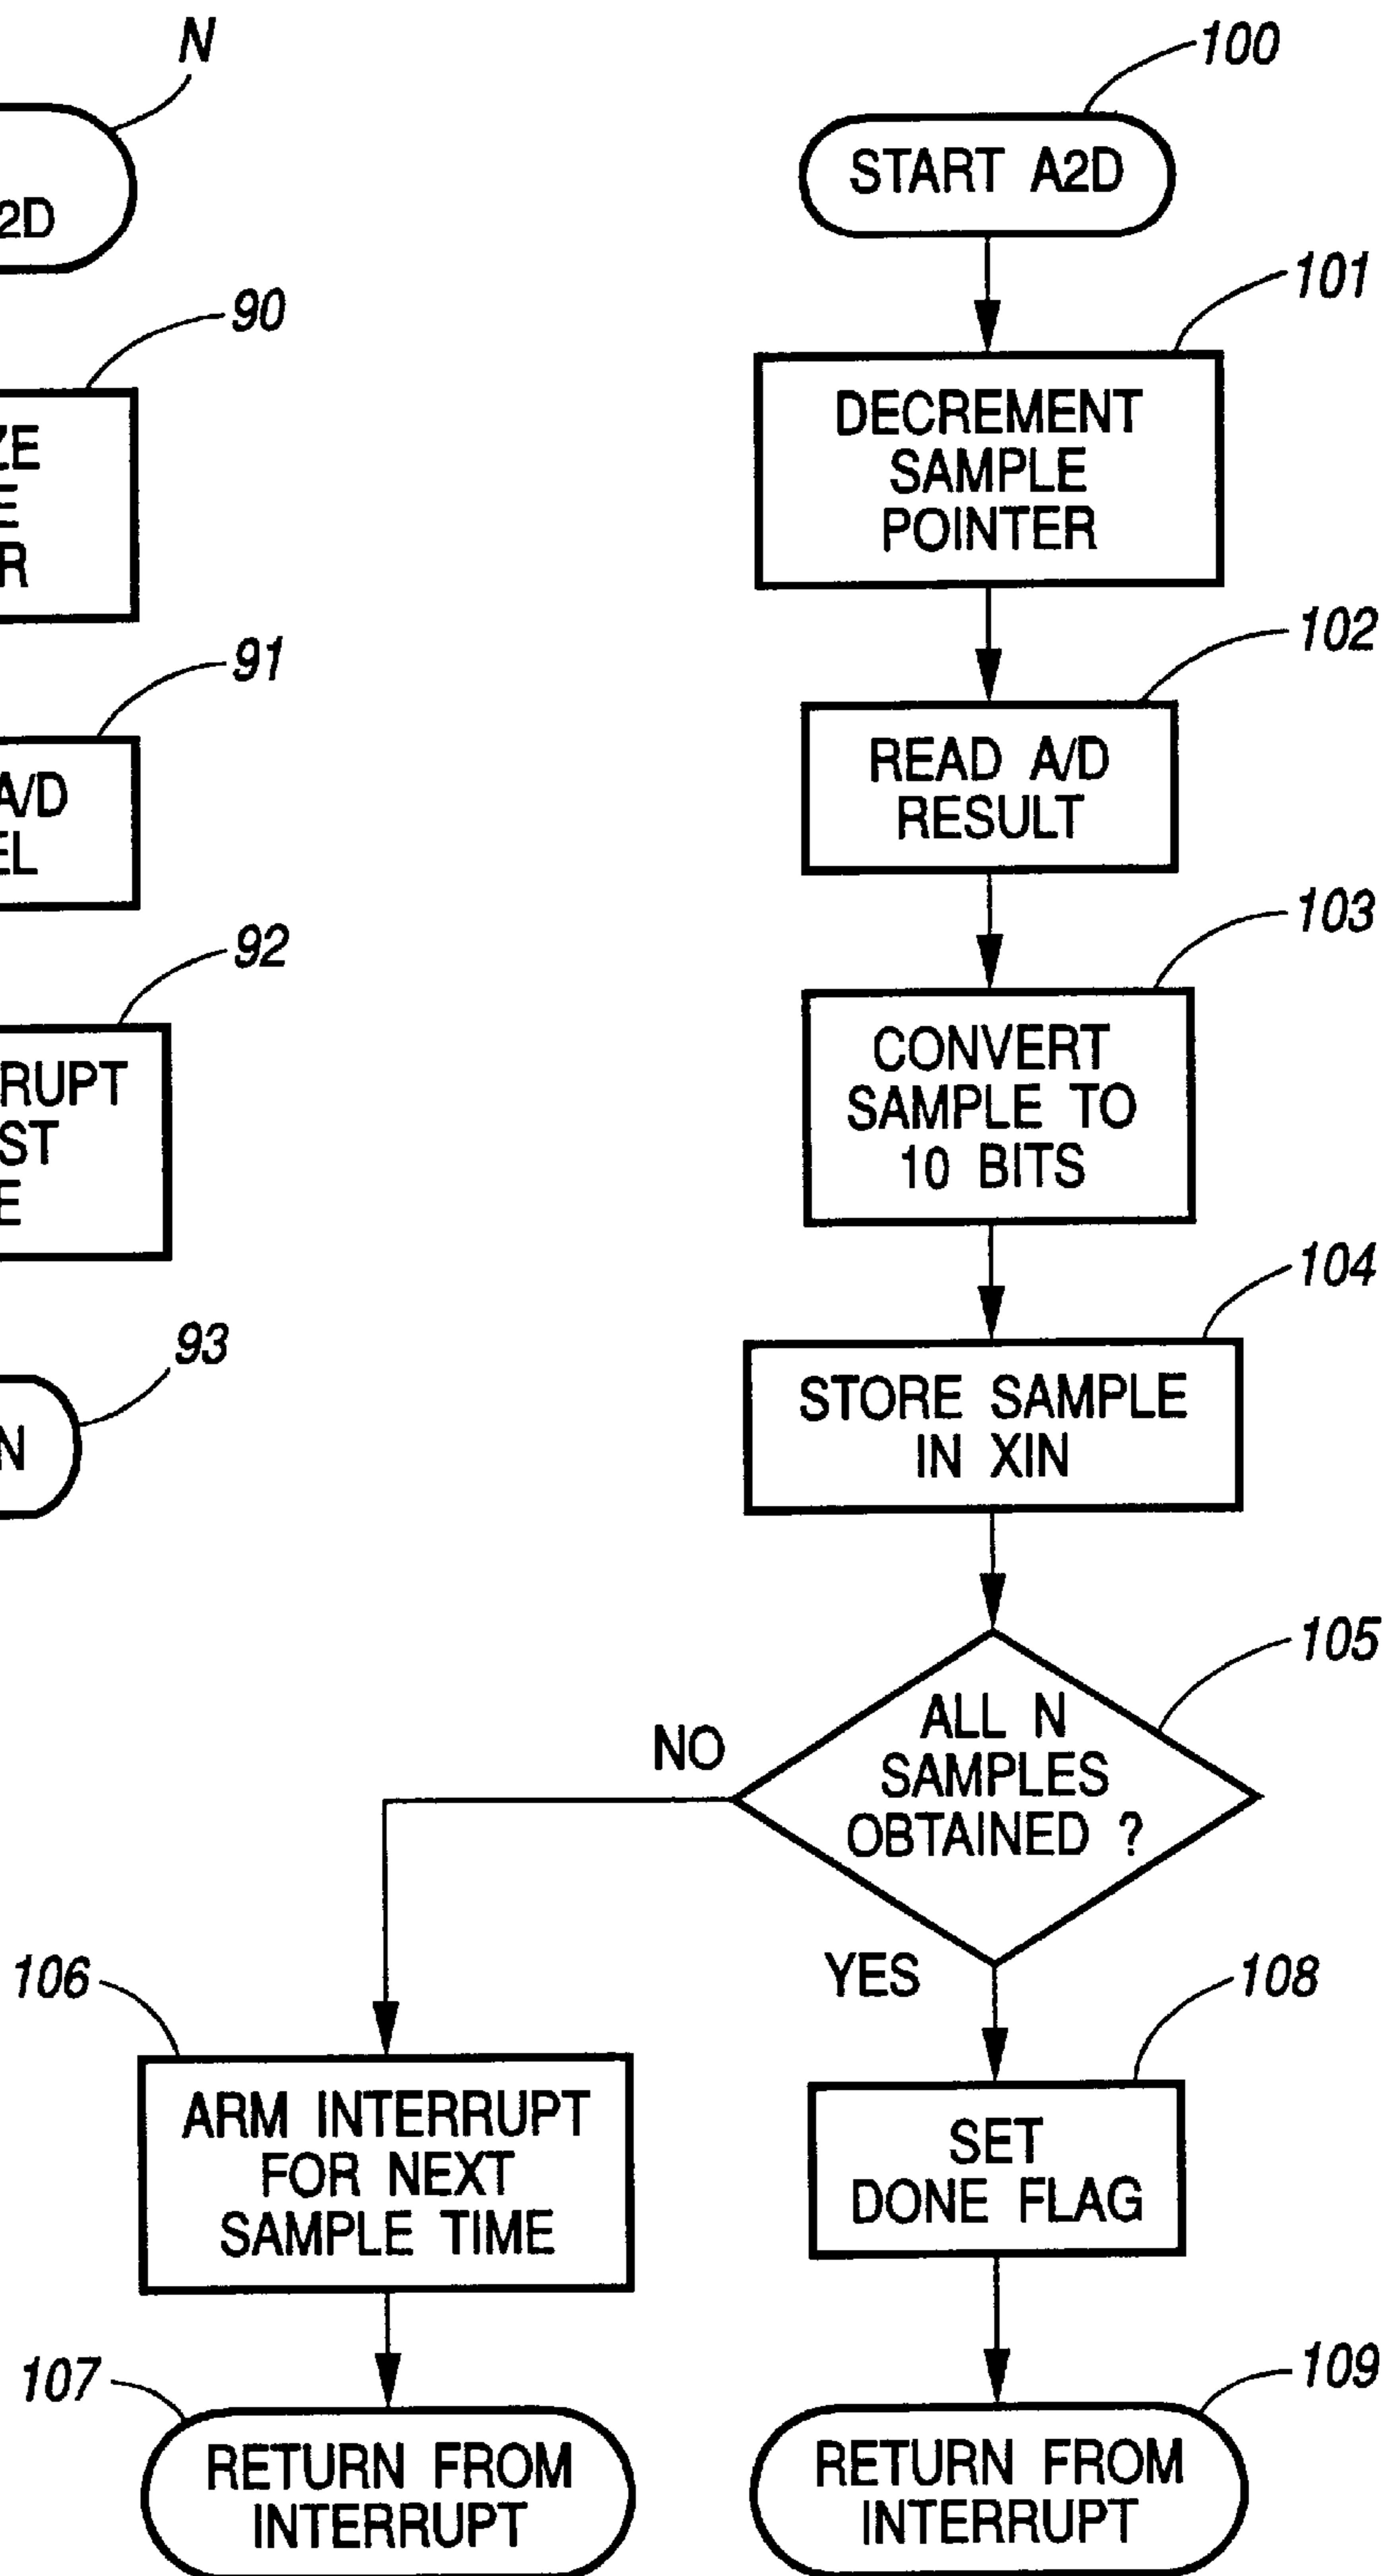 N
2D
90
ZE
E
R
91
A/D
EL
92
RUPT
ST
E
93
N
100
START A2D
101
DECREMENT
SAMPLE
POINTER
102
READ A/D
RESULT
103
CONVERT
SAMPLE TO
10 BITS
104
STORE SAMPLE
IN XIN
105
ALL N
SAMPLES
OBTAINED ?
NO
YES
106
ARM INTERRUPT
FOR NEXT
SAMPLE TIME
107
RETURN FROM
INTERRUPT
108
SET
DONE FLAG
109
RETURN FROM
INTERRUPT